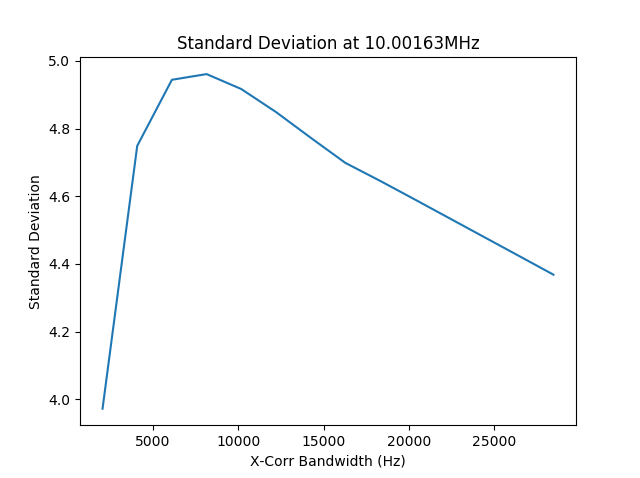 Standard Deviation at 10.00163MHz
5.0
4.8
4.6
4.4
4.2
4.0
Standard Deviation
5000 10000 15000 20000 25000
X-Corr Bandwidth (Hz)